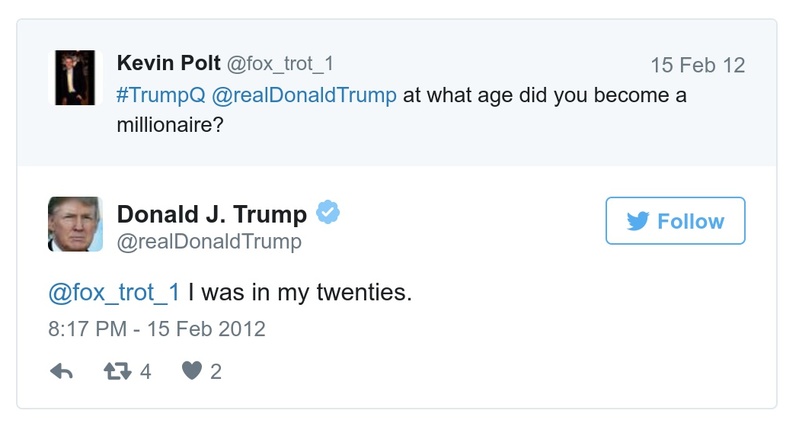 Kevin Polt @fox_trot_1 15 Feb 12
#TrumpQ @realDonaldTrump at what age did you become a
millionaire?
Donald J. Trump
@realDonaldTrump
Follow
@fox_trot_1 I was in my twenties.
8:17 PM - 15 Feb 2012
4 2